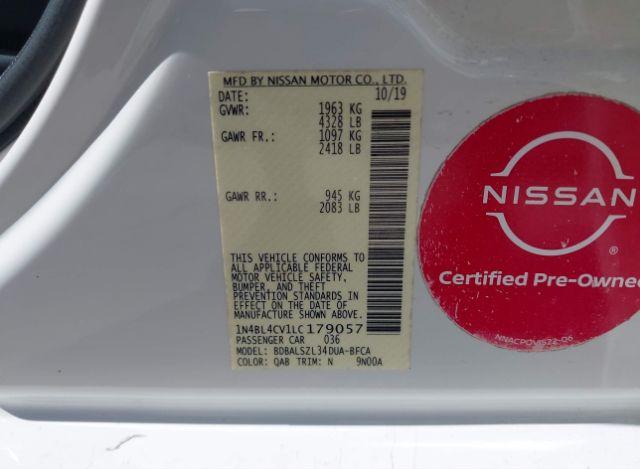 MFD BY NISSAN MOTOR CO., LTD.
DATE: 10/19
GVWR: 1963 KG
4328 LB
GAWR FR.: 1097 KG
2418 LB
GAWR RR.: 945 KG
2083 LB
THIS VEHICLE CONFORMS TO
ALL APPLICABLE FEDERAL
MOTOR VEHICLE SAFETY,
BUMPER, AND THEFT
PREVENTION STANDARDS IN
EFFECT ON THE DATE OF
MANUFACTURE SHOWN ABOVE.
1N4BL4CV1LC179057
PASSENGER CAR 036
MODEL: BDBALSZL34DUA-BFCA
COLOR: QAB TRIM: N 9N00A
NISSAN
®
Certified Pre-Owne